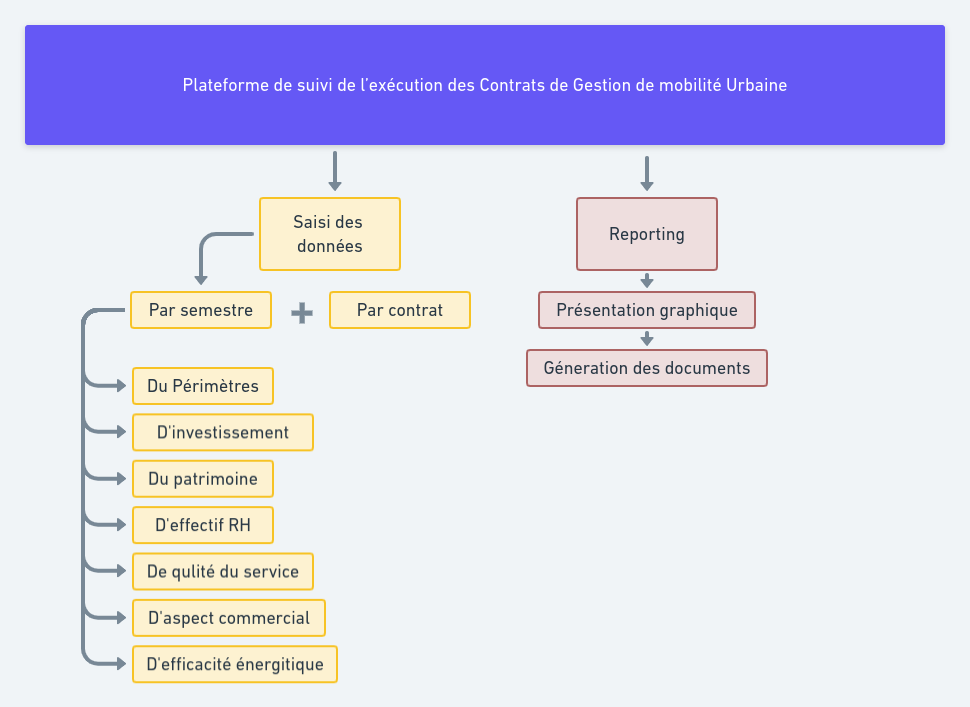 Plateforme de suivi de l'exécution des Contrats de Gestion de mobilité Urbaine
Saisi des
données
Reporting
Par semestre
Par contrat
Présentation graphique
Géneration des documents
Du Périmètres
D'investissement
Du patrimoine
D'effectif RH
De qulité du service
D'aspect commercial
D'efficacité énergitique